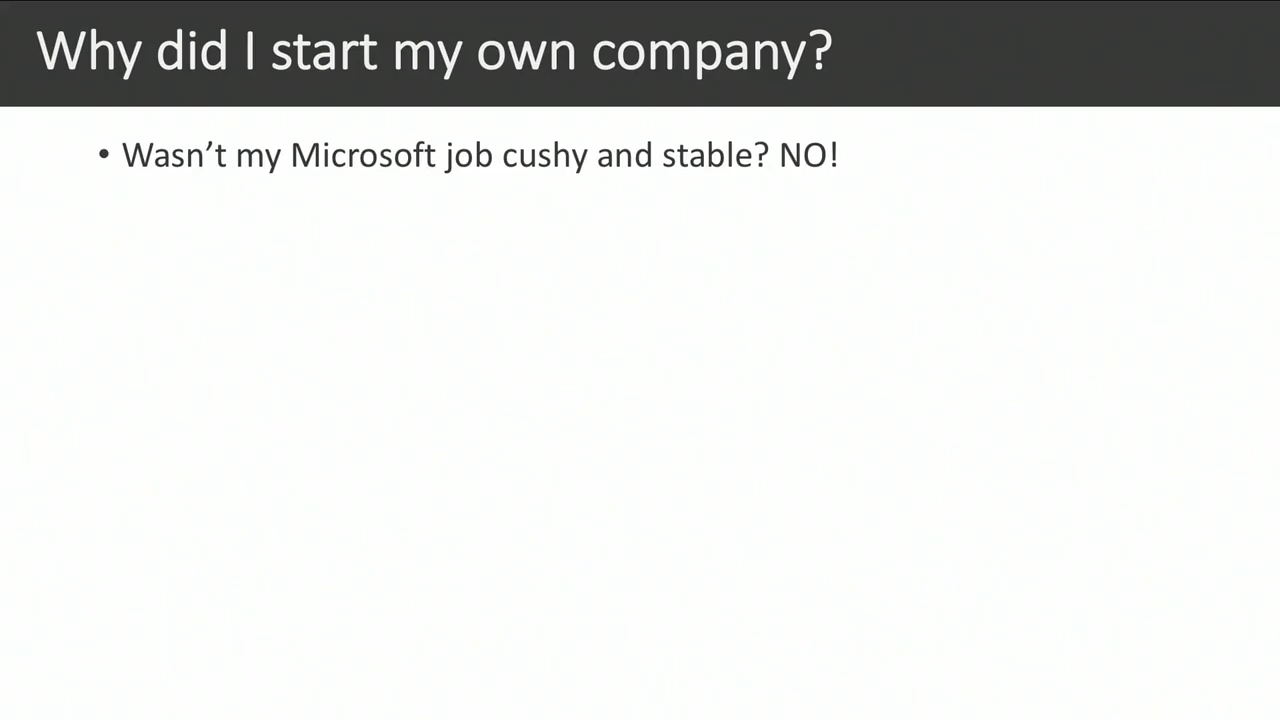 Why did I start my own company?
• Wasn’t my Microsoft job cushy and stable? NO!